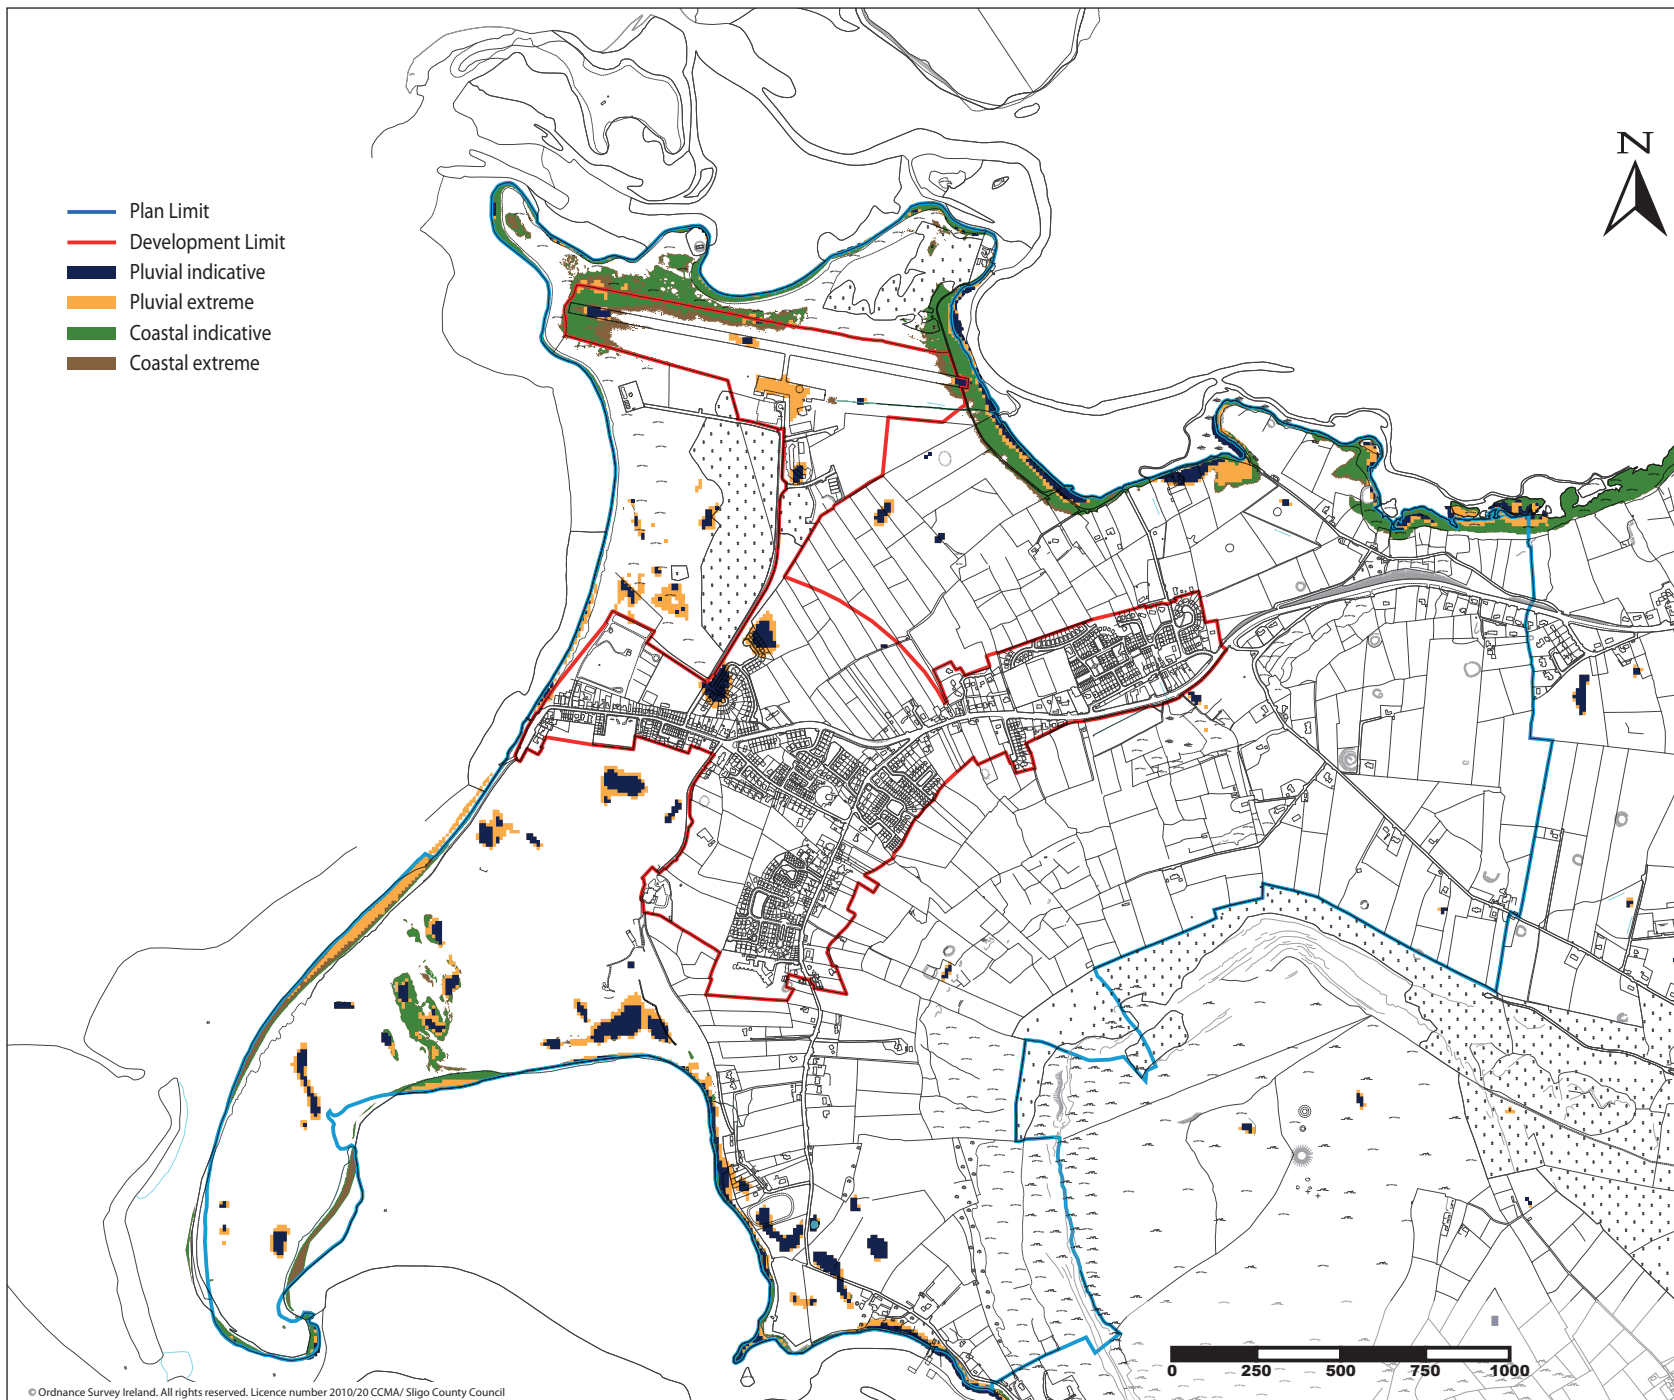 N
Plan Limit
Development Limit
Pluvial indicative
Pluvial extreme
Coastal indicative
Coastal extreme
0 250 500 750 1000
© Ordnance Survey Ireland. All rights reserved. Licence number 2010/20 CCMA/ Sligo County Council